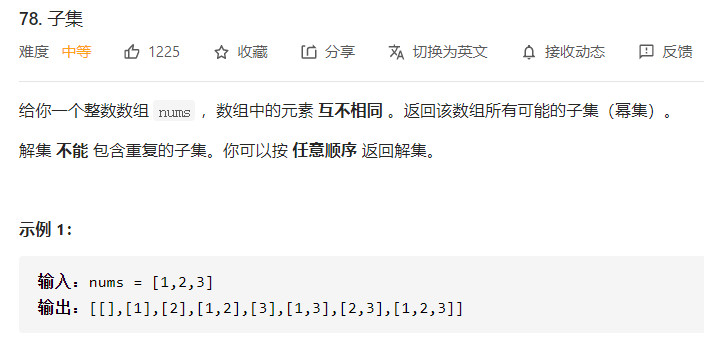 78. 子集
难度 中等 1225 收藏 分享 切换为英文 接收动态 反馈
给你一个整数数组 nums ，数组中的元素 互不相同 。返回该数组所有可能的子集（幂集）。
解集 不能 包含重复的子集。你可以按 任意顺序 返回解集。
示例 1：
输入：nums = [1,2,3]
输出：[[],[1],[2],[1,2],[3],[1,3],[2,3],[1,2,3]]